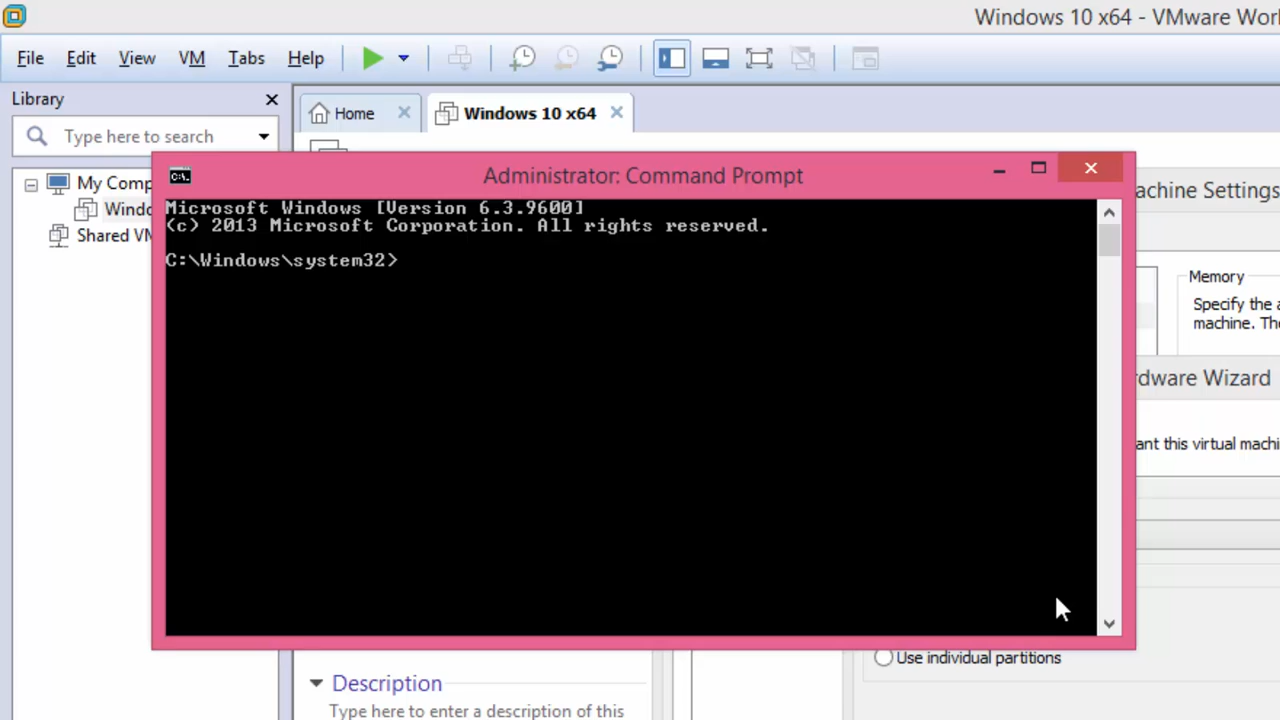 Windows 10 x64 - VMware Work
File Edit View VM Tabs Help
Library
Home
Windows 10 x64
Type here to search
My Comp
Windo
Shared VM
Administrator: Command Prompt
Microsoft Windows [Version 6.3.9600]
(c) 2013 Microsoft Corporation. All rights reserved.
C:\Windows\system32>
achine Settings
Memory
Specify the a
machine. The
rdware Wizard
ant this virtual machi
Use individual partitions
Description
Type here to enter a description of this